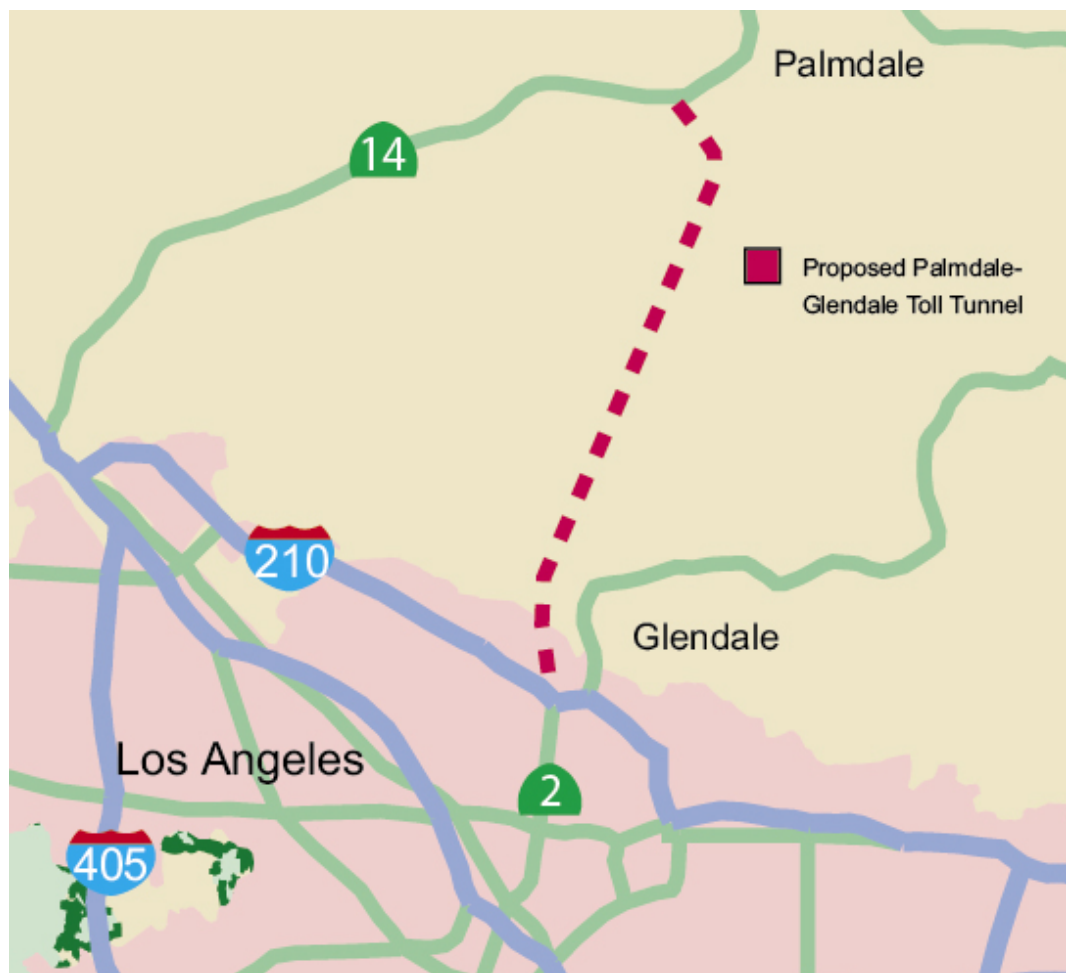 Palmdale
14
Proposed Palmdale-
Glendale Toll Tunnel
210
Glendale
Los Angeles
2
405